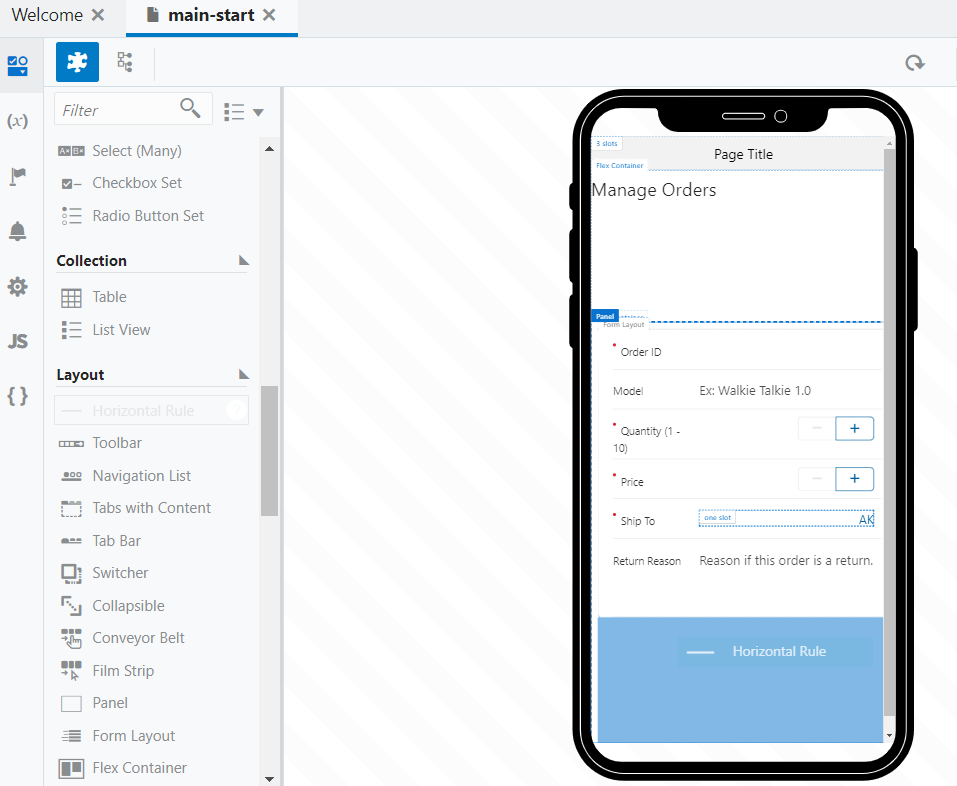 Welcome
main-start
(x)
JS
{ }
Filter
Select (Many)
Checkbox Set
Radio Button Set
Collection
Table
List View
Layout
Horizontal Rule
Toolbar
Navigation List
Tabs with Content
Tab Bar
Switcher
Collapsible
Conveyor Belt
Film Strip
Panel
Form Layout
Flex Container
3 slots
Page Title
Flex Container
Manage Orders
Panel
Form Layout
* Order ID
Model Ex: Walkie Talkie 1.0
* Quantity (1 -
10)
* Price
* Ship To one slot AK
Return Reason Reason if this order is a return.
Horizontal Rule